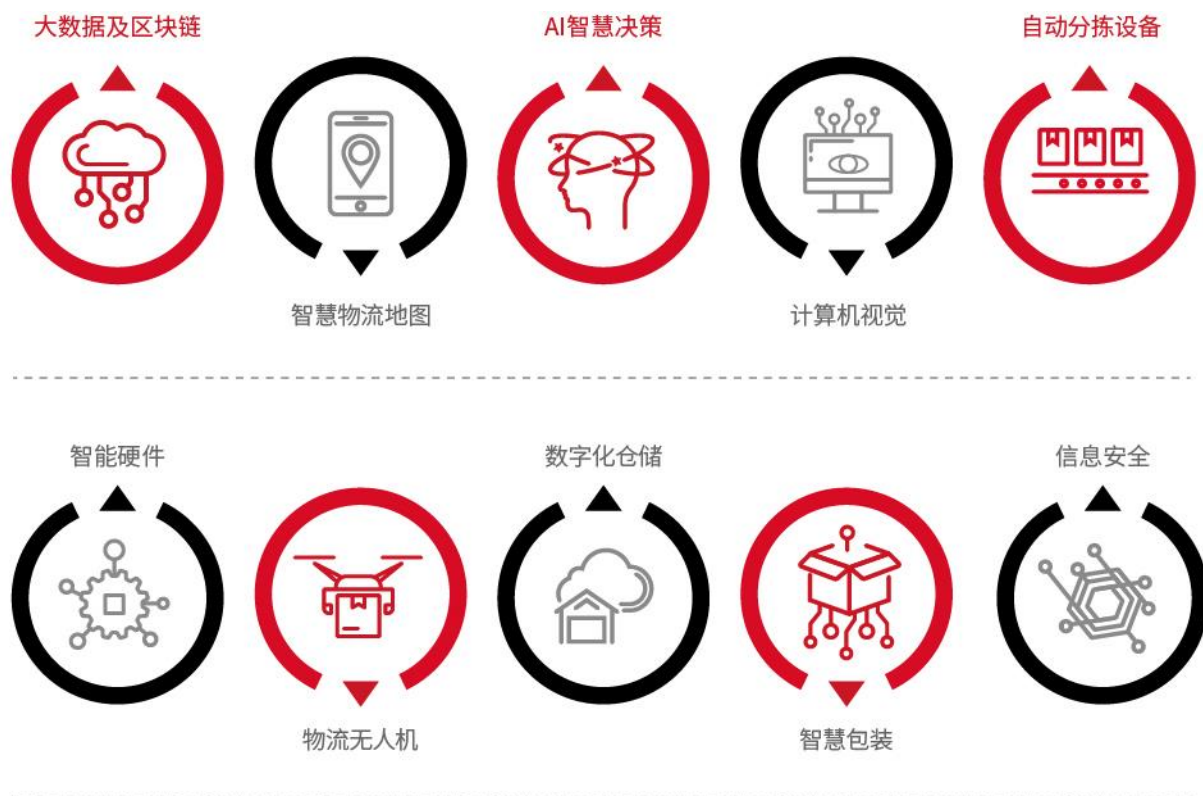 大数据及区块链
AI智慧决策
自动分拣设备
智慧物流地图
计算机视觉
智能硬件
数字化仓储
信息安全
物流无人机
智慧包装